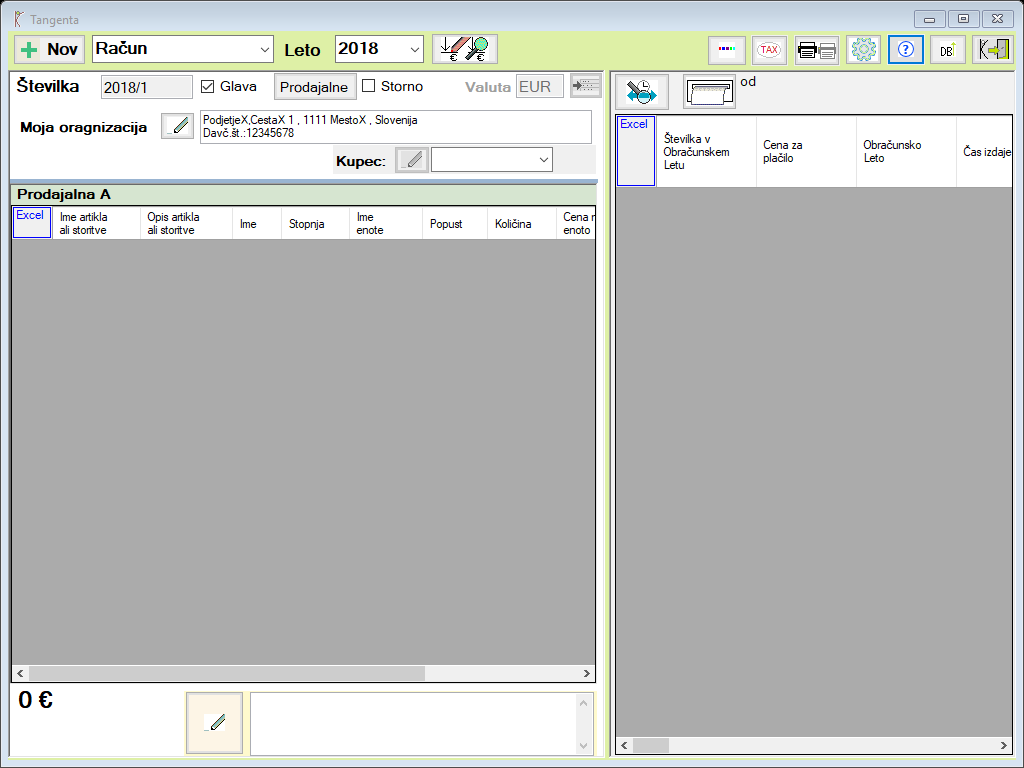 Tangenta
Nov
Račun
Leto
2018
TAX
?
DB
Številka
2018/1
Glava
Prodajalne
Storno
Valuta
EUR
Moja oragnizacija
PodjetjeX,CestaX 1 , 1111 MestoX , Slovenija
Davč.št.:12345678
Kupec:
Prodajalna A
Excel
Ime artikla
ali storitve
Opis artikla
ali storitve
Ime
Stopnja
Ime
enote
Popust
Količina
Cena
enoto
0 €
od
Excel
Številka v
Obračunskem
Letu
Cena za
plačilo
Obračunsko
Leto
Čas izdaje